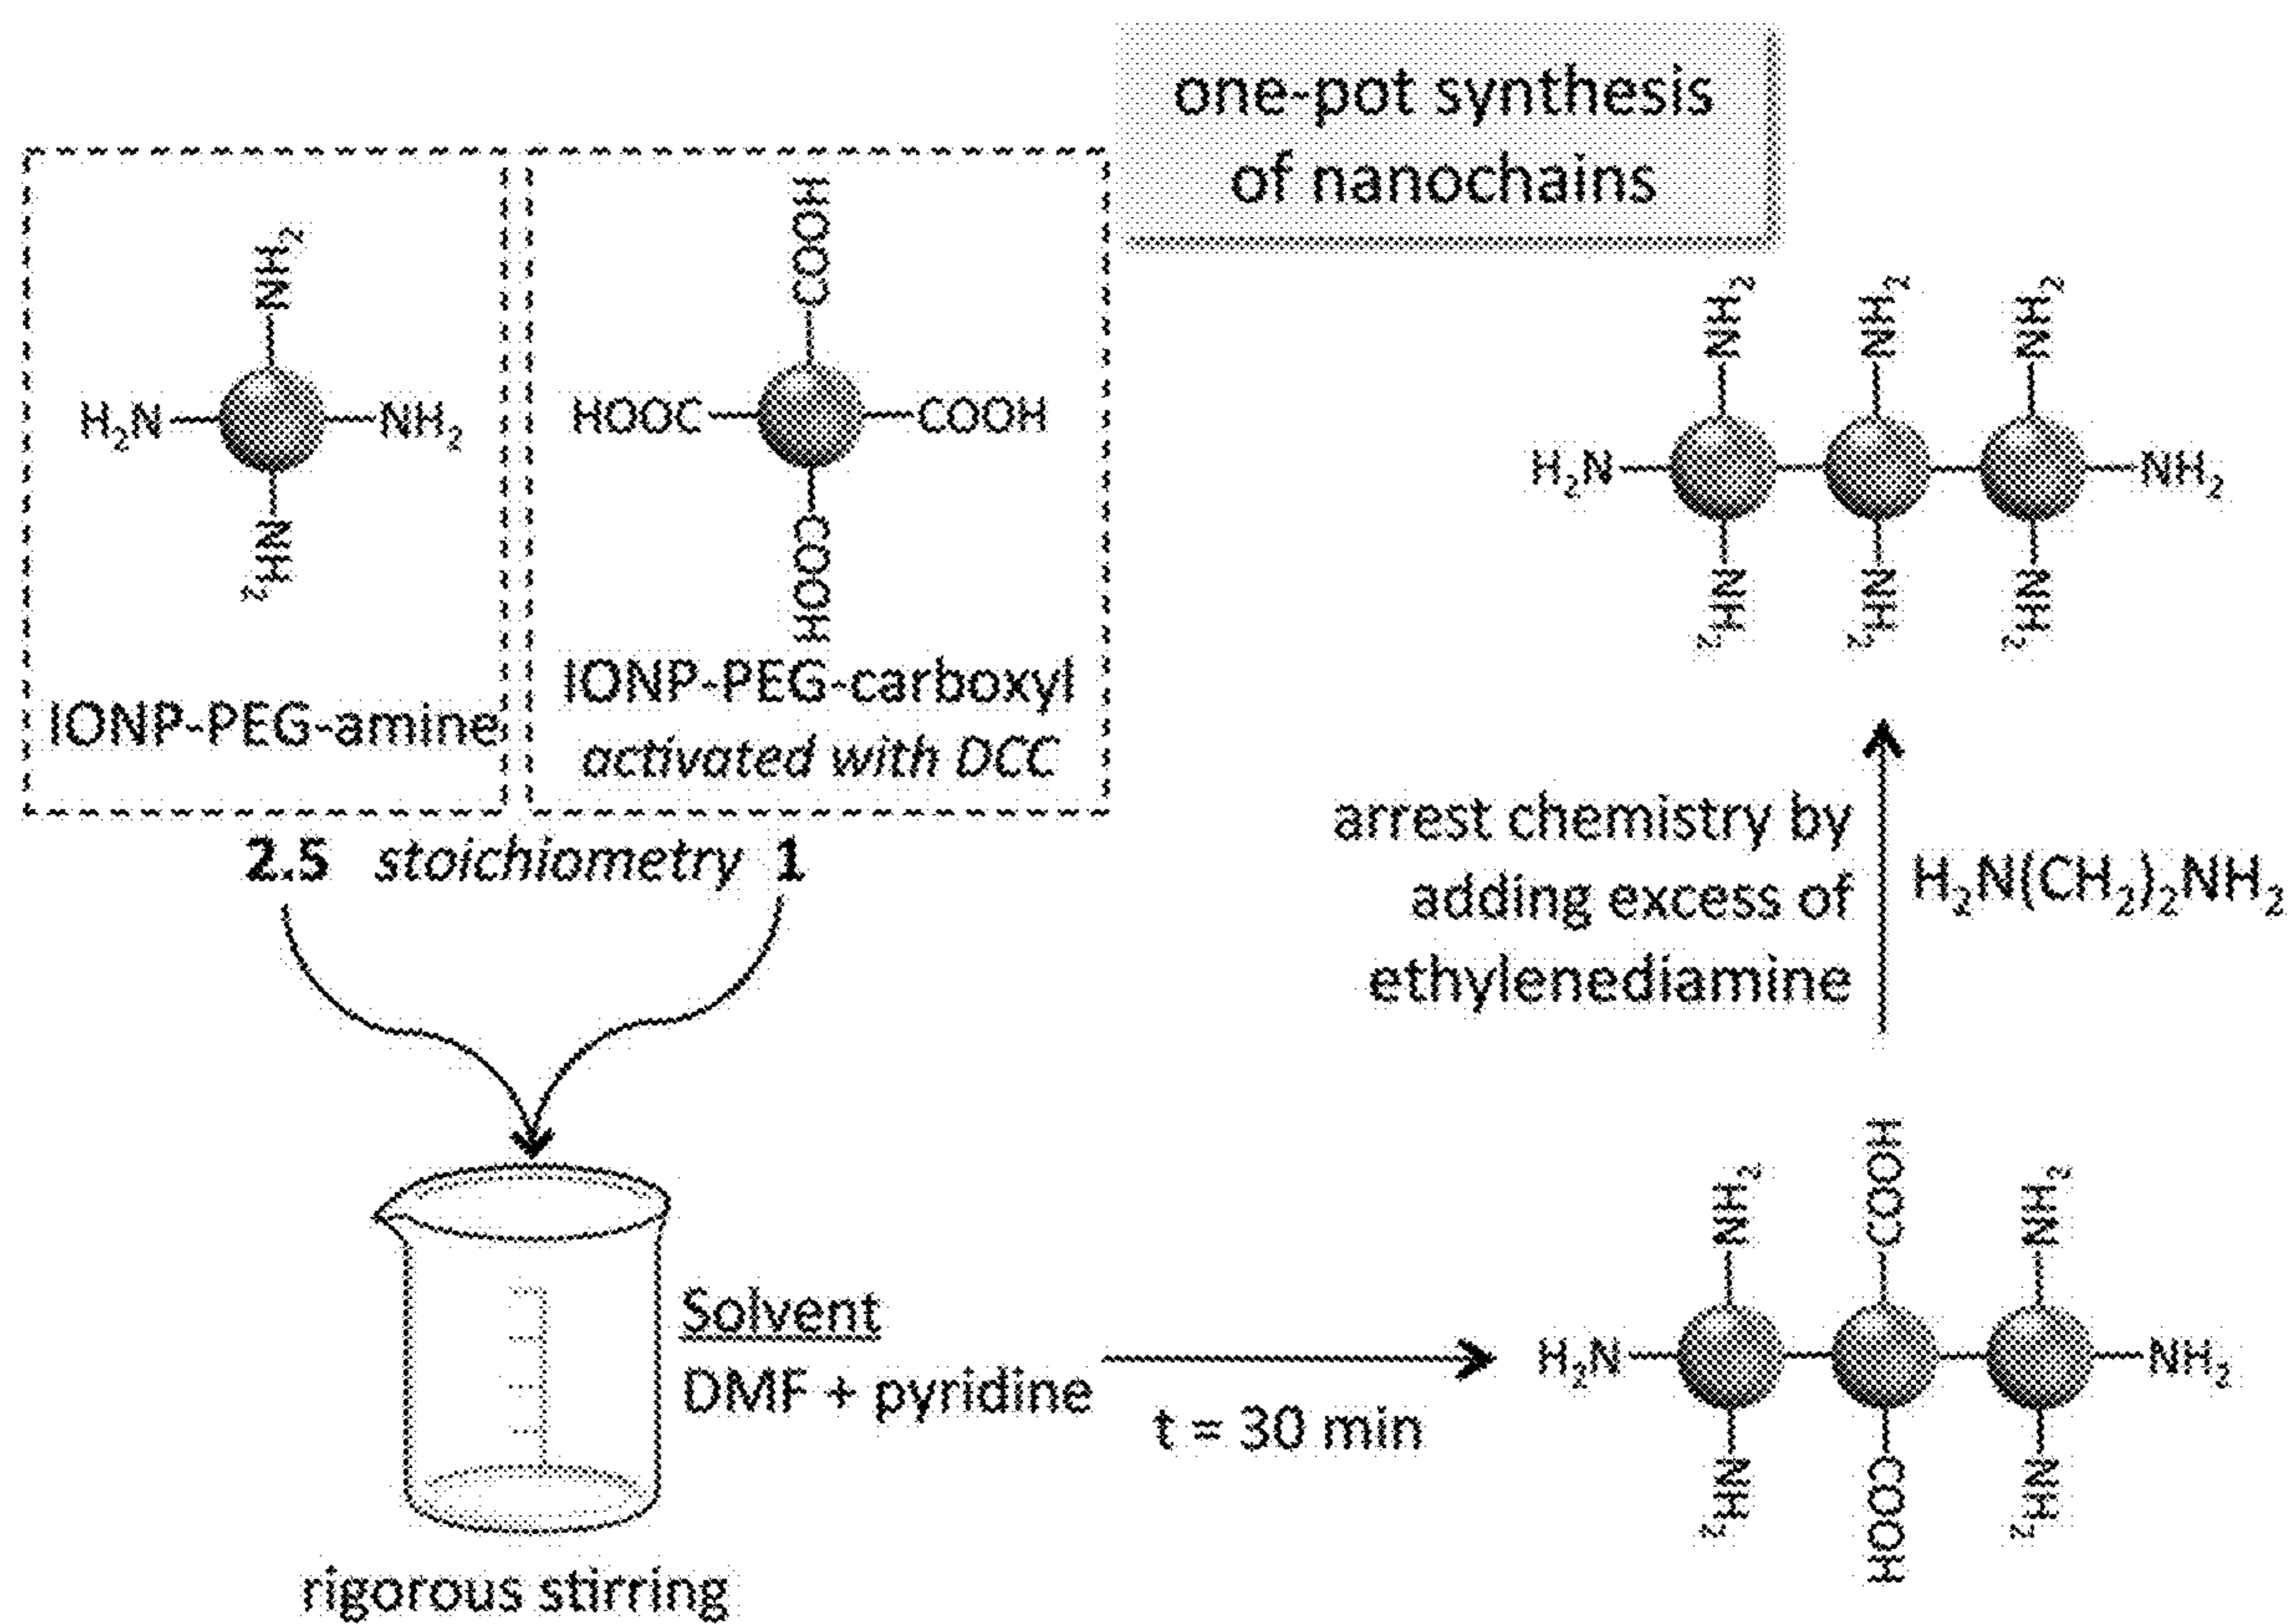 one-pot synthesis
of nanochains
NH₂
H₂N
NH₂
NH₂
IONP-PEG-amine
HOOC
HOOC
COOH
COOH
IONP-PEG-carboxyl
activated with DCC
2.5 stoichiometry 1
rigorous stirring
Solvent
DMF + pyridine
t = 30 min
NH₂
HOOC
NH₂
H₂N
NH₂
NH₂
COOH
NH₂
arrest chemistry by
adding excess of
ethylenediamine
H₂N(CH₂)₂NH₂
NH₂
NH₂
NH₂
H₂N
NH₂
NH₂
NH₂
NH₂